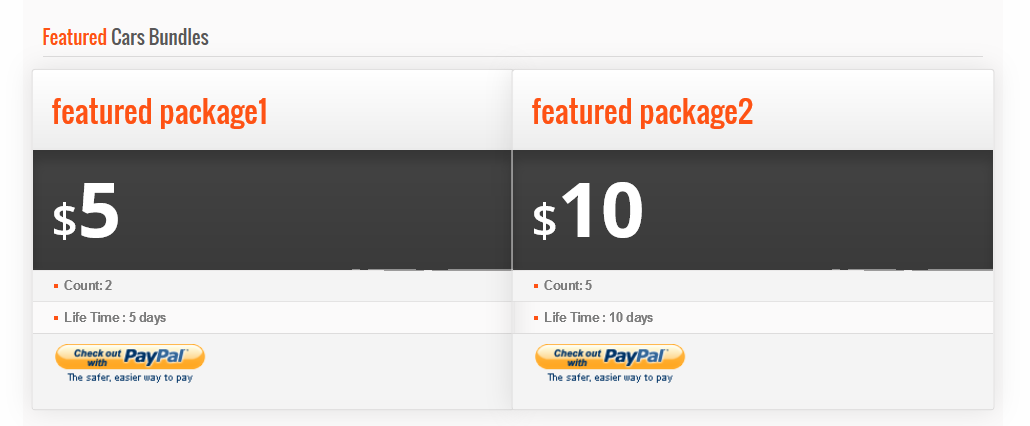 Featured Cars Bundles
featured package1
$5
Count: 2
Life Time : 5 days
Check out with PayPal
The safer, easier way to pay
featured package2
$10
Count: 5
Life Time : 10 days
Check out with PayPal
The safer, easier way to pay